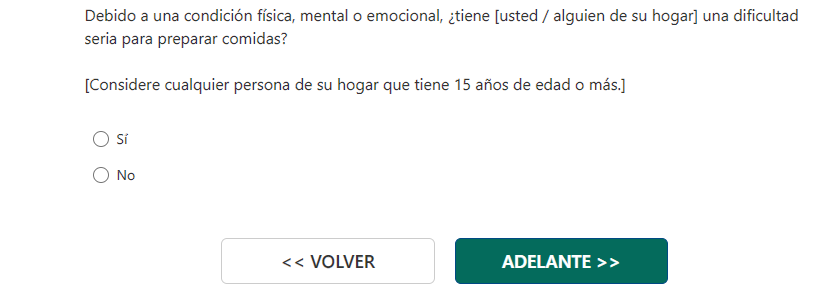 Debido a una condición física, mental o emocional, ¿tiene [usted / alguien de su hogar] una dificultad
seria para preparar comidas?
[Considere cualquier persona de su hogar que tiene 15 años de edad o más.]
Sí
No
<< VOLVER
ADELANTE >>